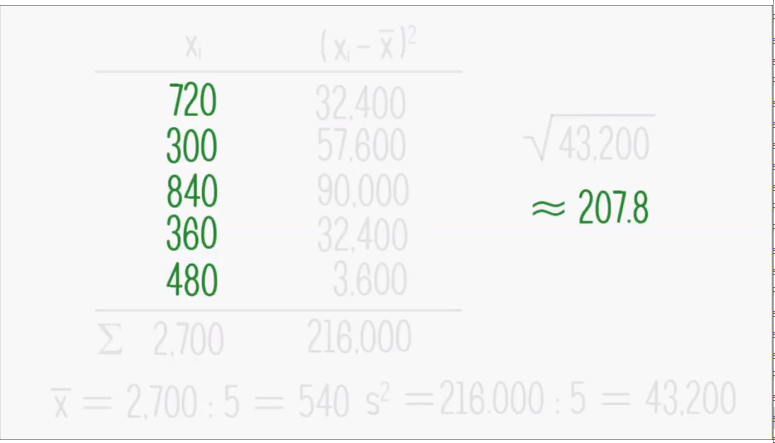 xᵢ (xᵢ – x̅)²
720 32,400
300 57,600
840 90,000
360 32,400
480 3,600
√43,200
≈ 207.8
Σ 2,700 216,000
x̅ = 2,700 : 5 = 540 s² = 216.000 : 5 = 43,200